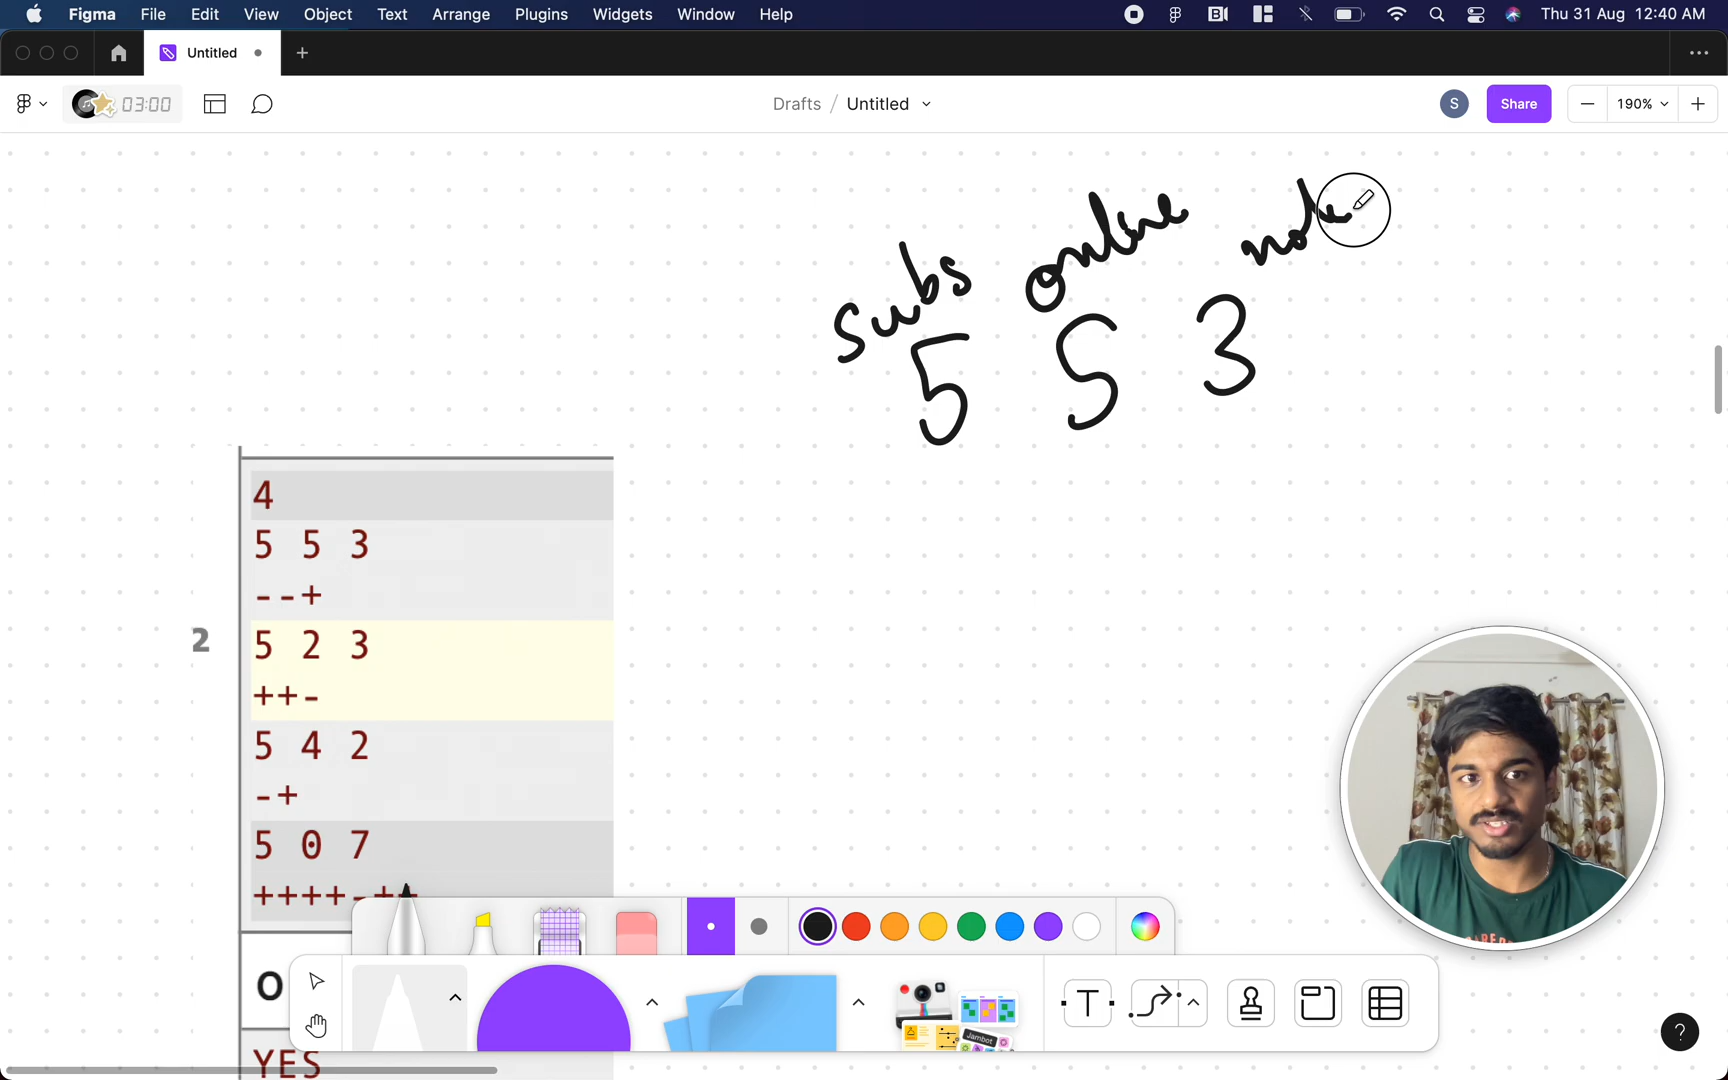 Figma File Edit View Object Text Arrange Plugins Widgets Window Help Thu 31 Aug 12:40 AM
Untitled
03:00 Drafts / Untitled S Share 190%
subs online
5 5 3
4
5 5 3
--+
2
5 2 3
++-
5 4 2
-+
5 0 7
++++-++
O
T
Jambot
YES
?